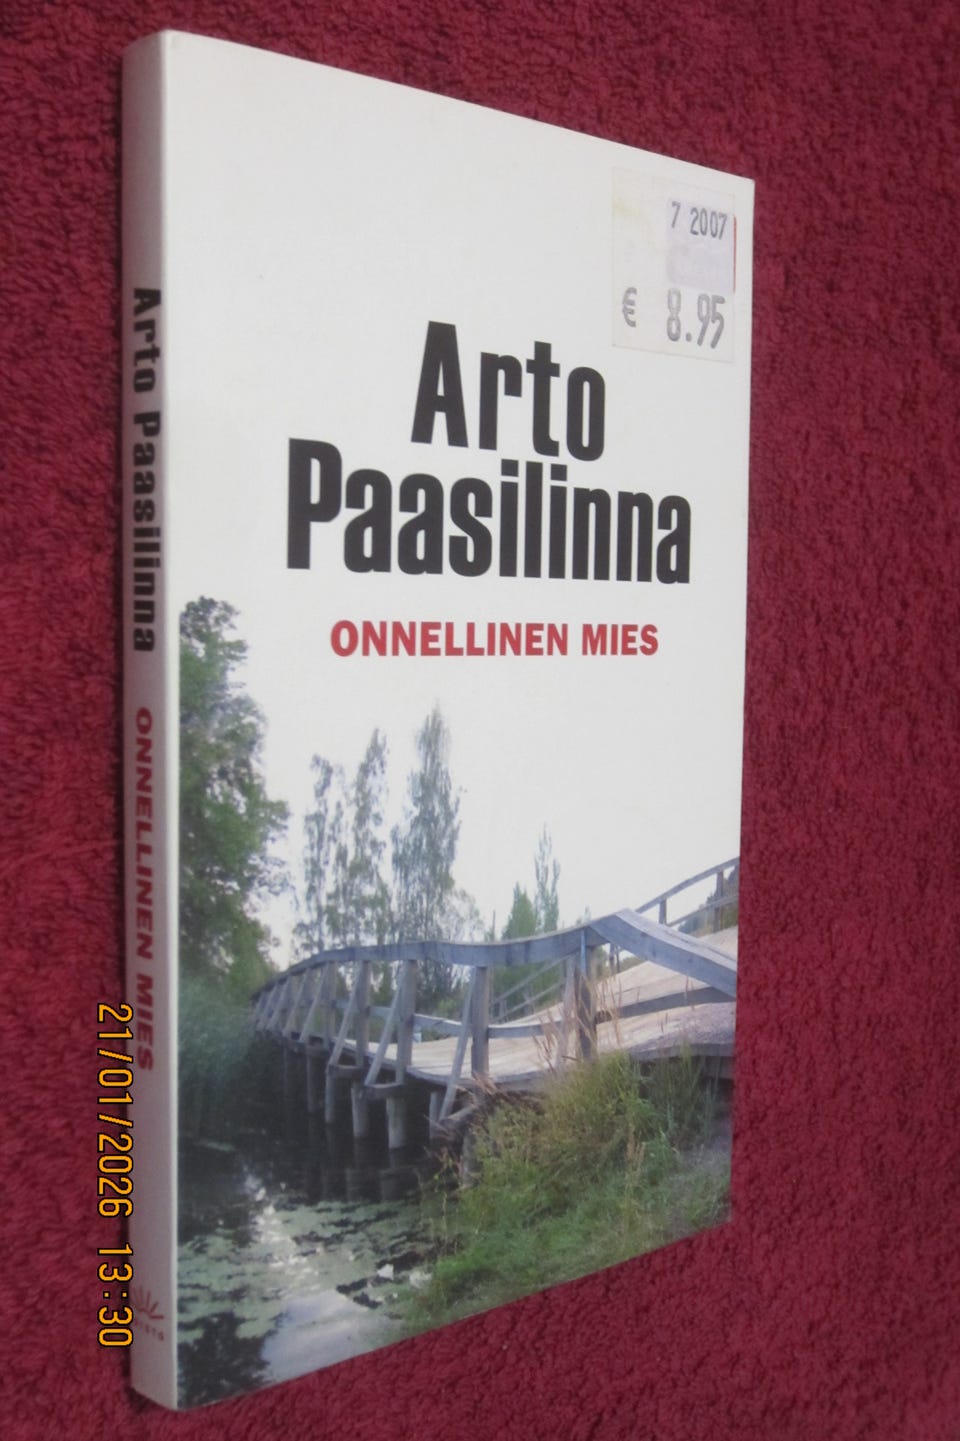 7 2007
€ 8.95
Arto
Paasilinna
ONNELLINEN MIES
Arto Paasilinna ONNELLINEN MIES
21/01/2026 13:30